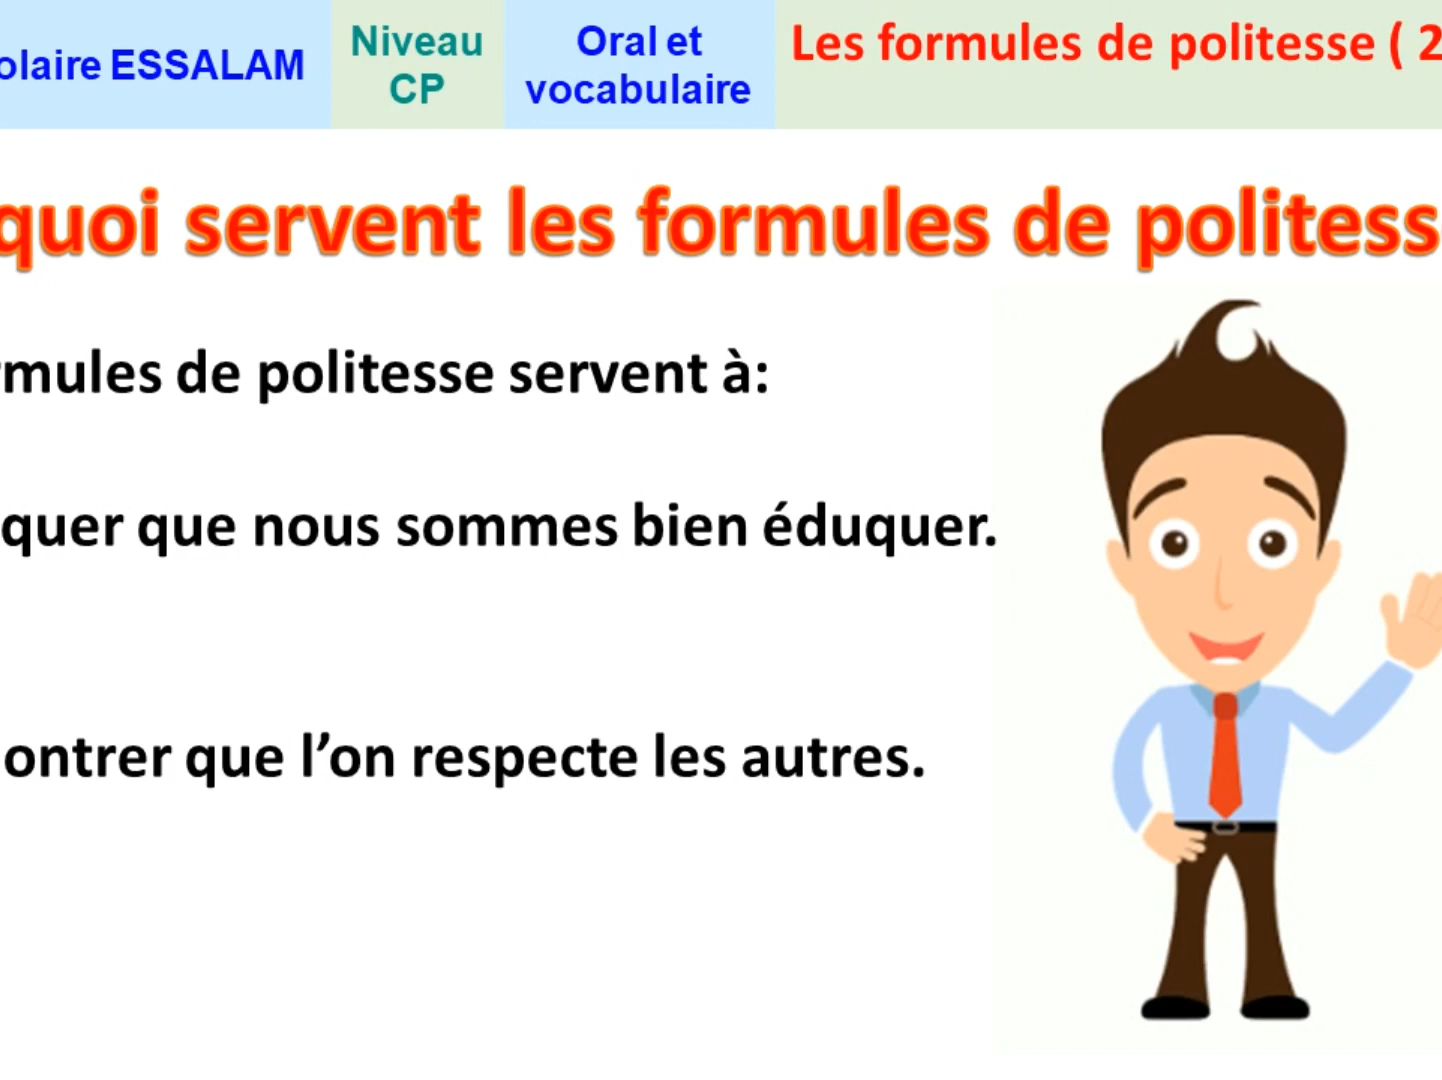 olaire ESSALAM
Niveau
CP
Oral et
vocabulaire
Les formules de politesse ( 2
quoi servent les formules de politess
rmules de politesse servent à:
quer que nous sommes bien éduquer.
ontrer que l’on respecte les autres.